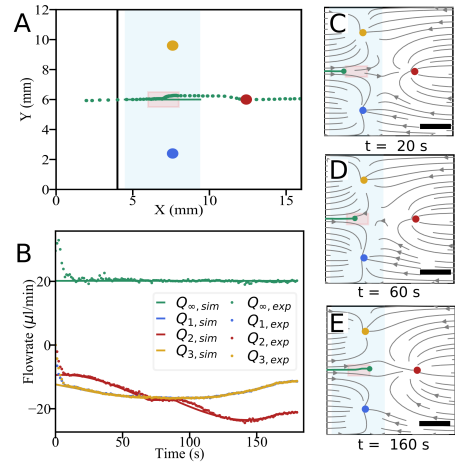 A
12
10
8
6
4
2
0
Y (mm)
5
10
15
X (mm)
B
20
0
−20
Flowrate (μl/min)
0
50
100
150
Time (s)
Q∞, sim
Q1, sim
Q2, sim
Q3, sim
Q∞, exp
Q1, exp
Q2, exp
Q3, exp
C
t = 20 s
D
t = 60 s
E
t = 160 s